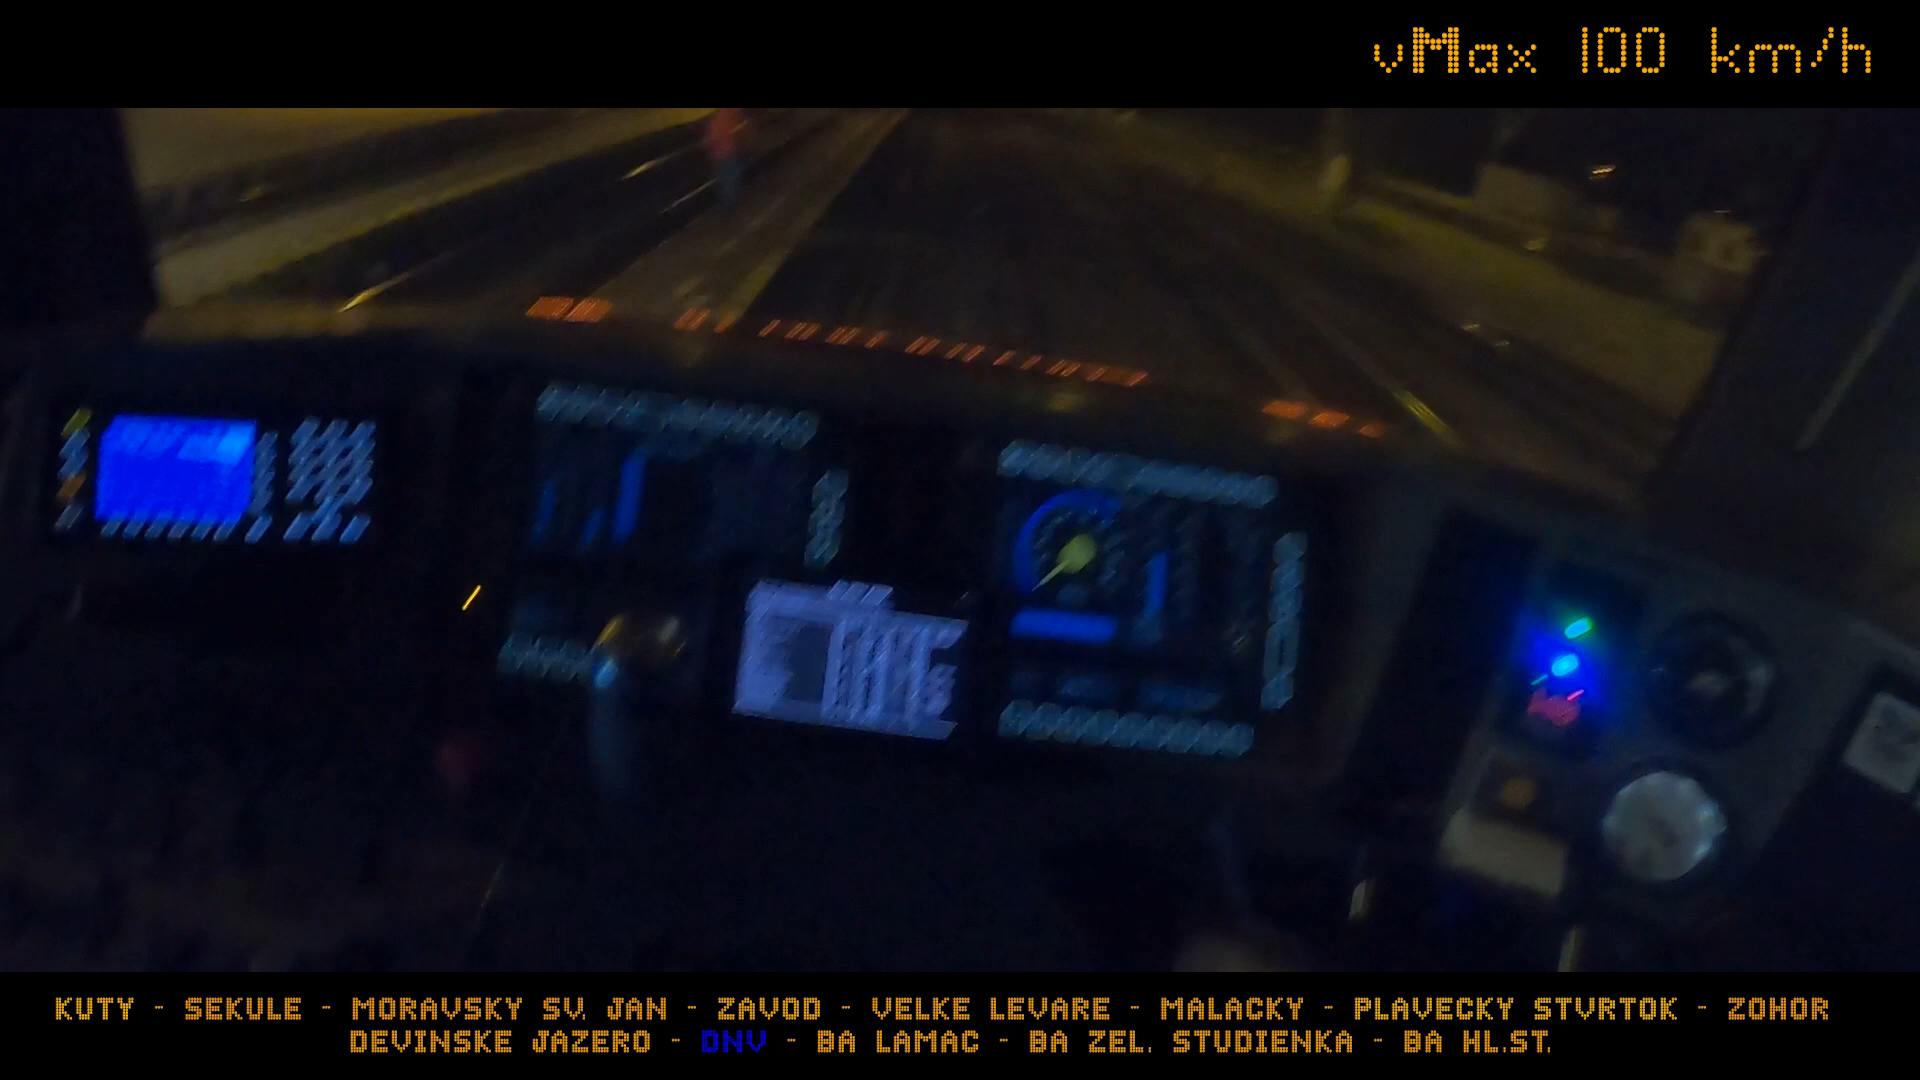 vMax 100 km/h
KUTY - SEKULE - MORAVSKY SV. JAN - ZAVOD - VELKE LEVARE - MALACKY - PLAVECKY STVRTOK - ZOHOR
DEVINSKE JAZERO - DNV - BA LAMAC - BA ZEL. STUDIENKA - BA HL.ST.